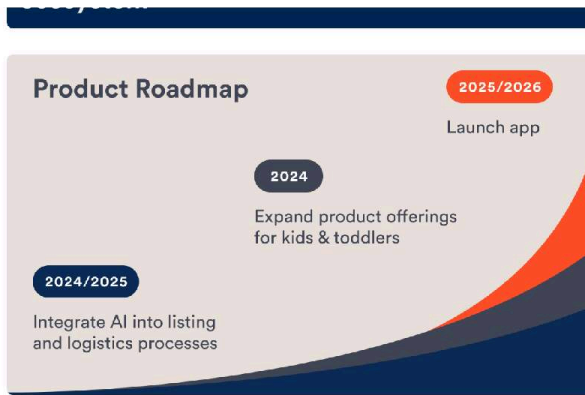 Product Roadmap
2025/2026
Launch app
2024
Expand product offerings
for kids & toddlers
2024/2025
Integrate AI into listing
and logistics processes